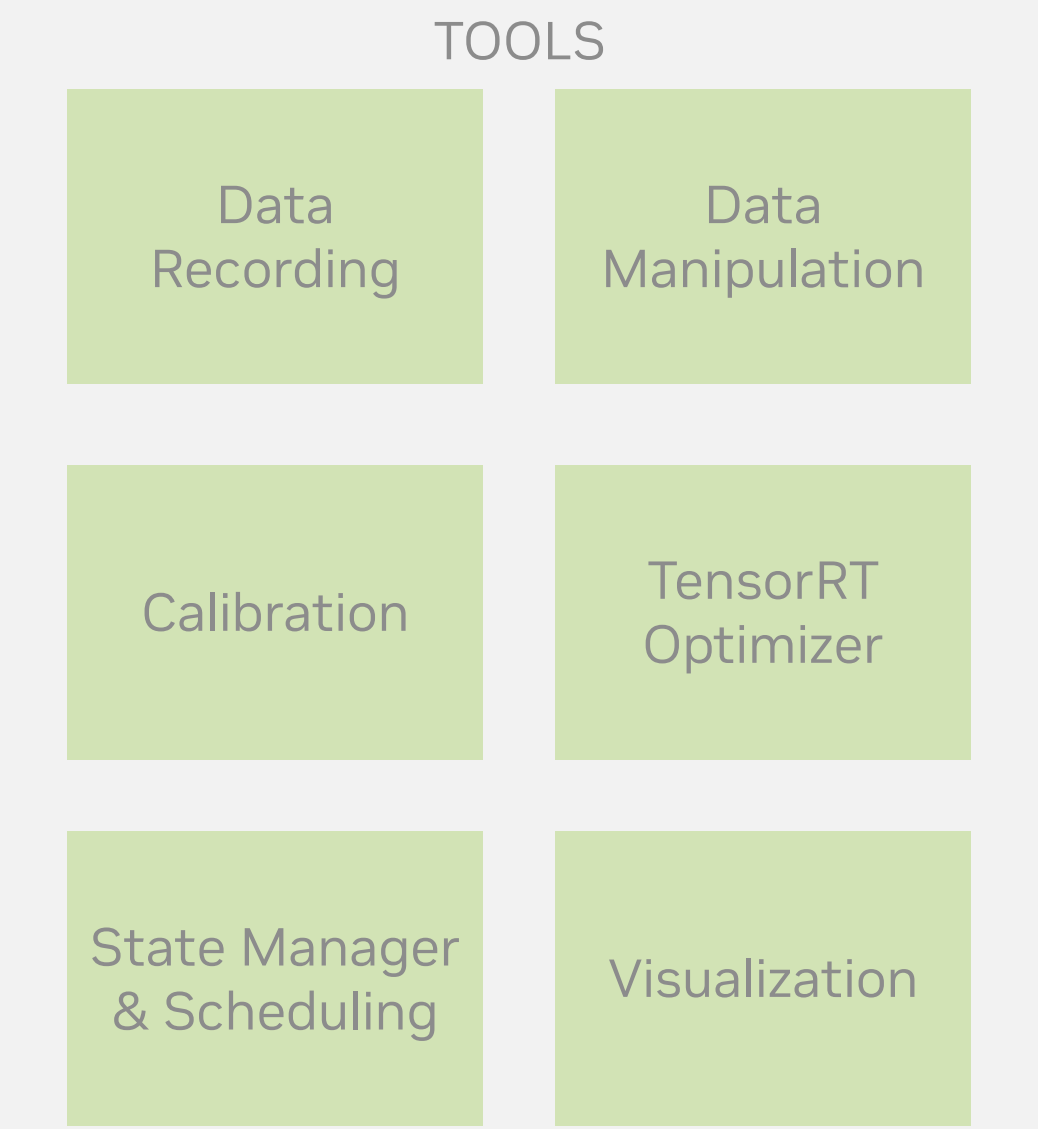 TOOLS
Data
Recording
Data
Manipulation
Calibration
TensorRT
Optimizer
State Manager
& Scheduling
Visualization